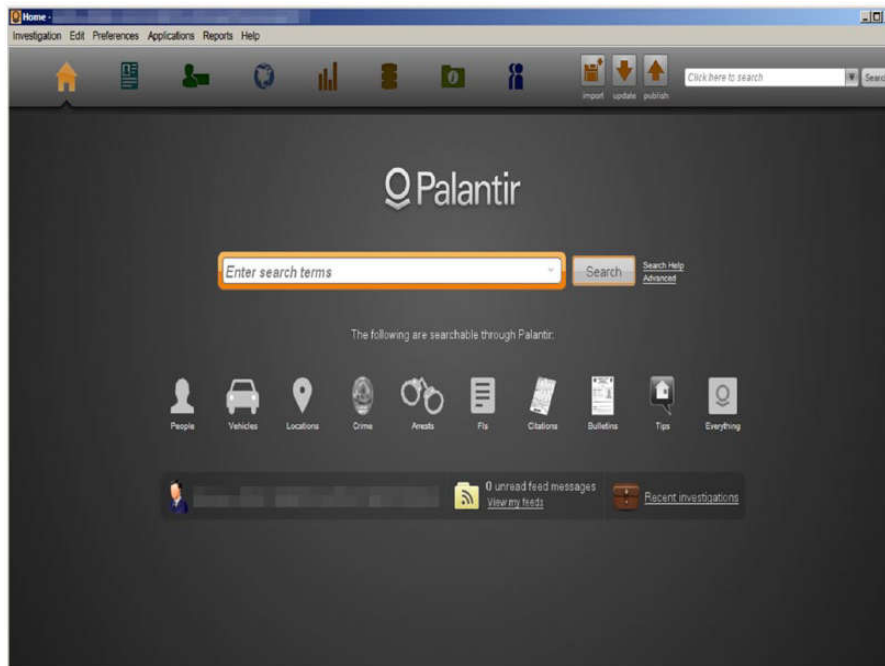 Home -
Investigation Edit Preferences Applications Reports Help
import update publish
Click here to search
Search
Palantir
Enter search terms
Search
Search Help
Advanced
The following are searchable through Palantir:
People Vehicles Locations Crime Arrests FIs Citations Bulletins Tips Everything
0 unread feed messages
View my feeds
Recent investigations